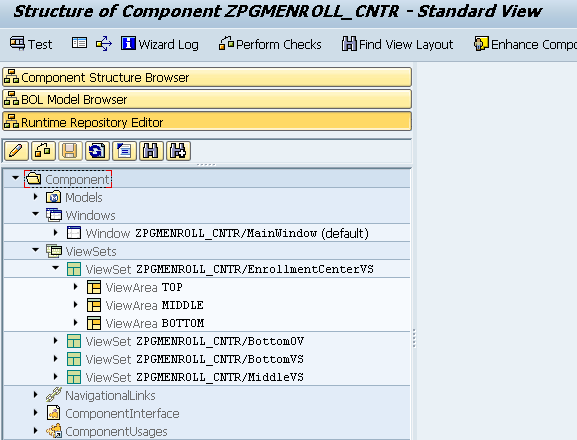 Structure of Component ZPGMENROLL_CNTR - Standard View
Test Wizard Log Perform Checks Find View Layout Enhance Compo
Component Structure Browser
BOL Model Browser
Runtime Repository Editor
Component
Models
Windows
Window ZPGMENROLL_CNTR/MainWindow (default)
ViewSets
ViewSet ZPGMENROLL_CNTR/EnrollmentCenterVS
ViewArea TOP
ViewArea MIDDLE
ViewArea BOTTOM
ViewSet ZPGMENROLL_CNTR/BottomOV
ViewSet ZPGMENROLL_CNTR/BottomVS
ViewSet ZPGMENROLL_CNTR/MiddleVS
NavigationalLinks
ComponentInterface
ComponentUsages